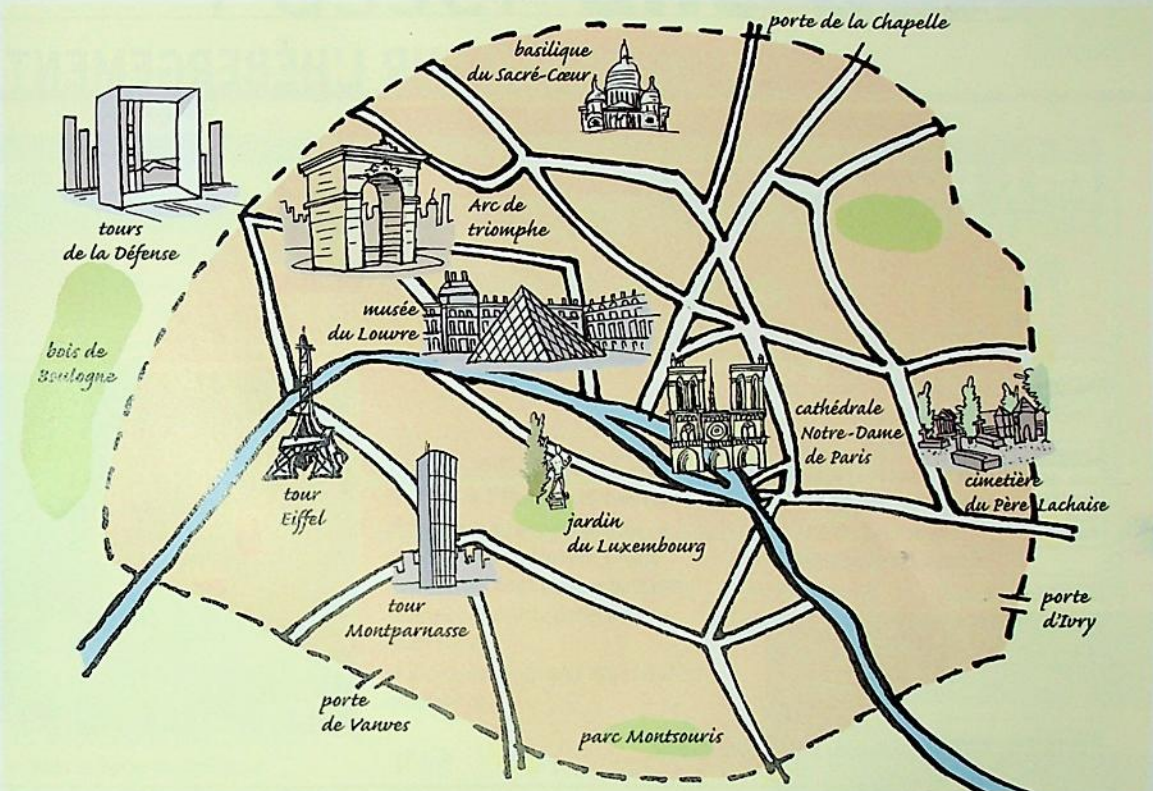 porte de la Chapelle
basilique
du Sacré-Cœur
Arc de
triomphe
tours
de la Défense
musée
du Louvre
bois de
Boulogne
cathédrale
Notre-Dame
de Paris
cimetière
du Père Lachaise
tour
Eiffel
jardin
du Luxembourg
tour
Montparnasse
porte
d'Ivry
porte
de Vanves
parc Montsouris